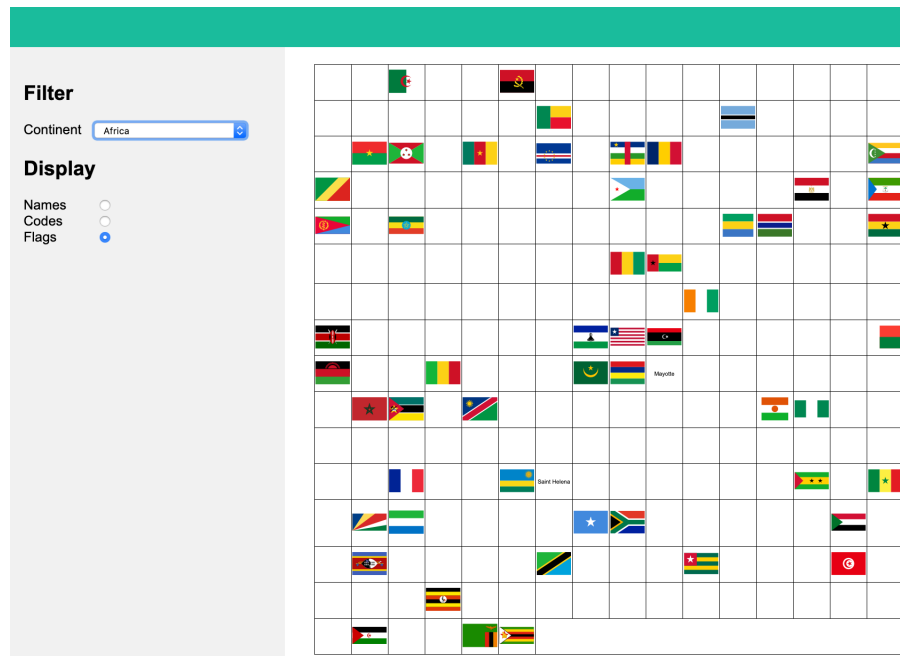 Filter
Continent Africa
Display
Names
Codes
Flags
Mayotte
Saint Helena